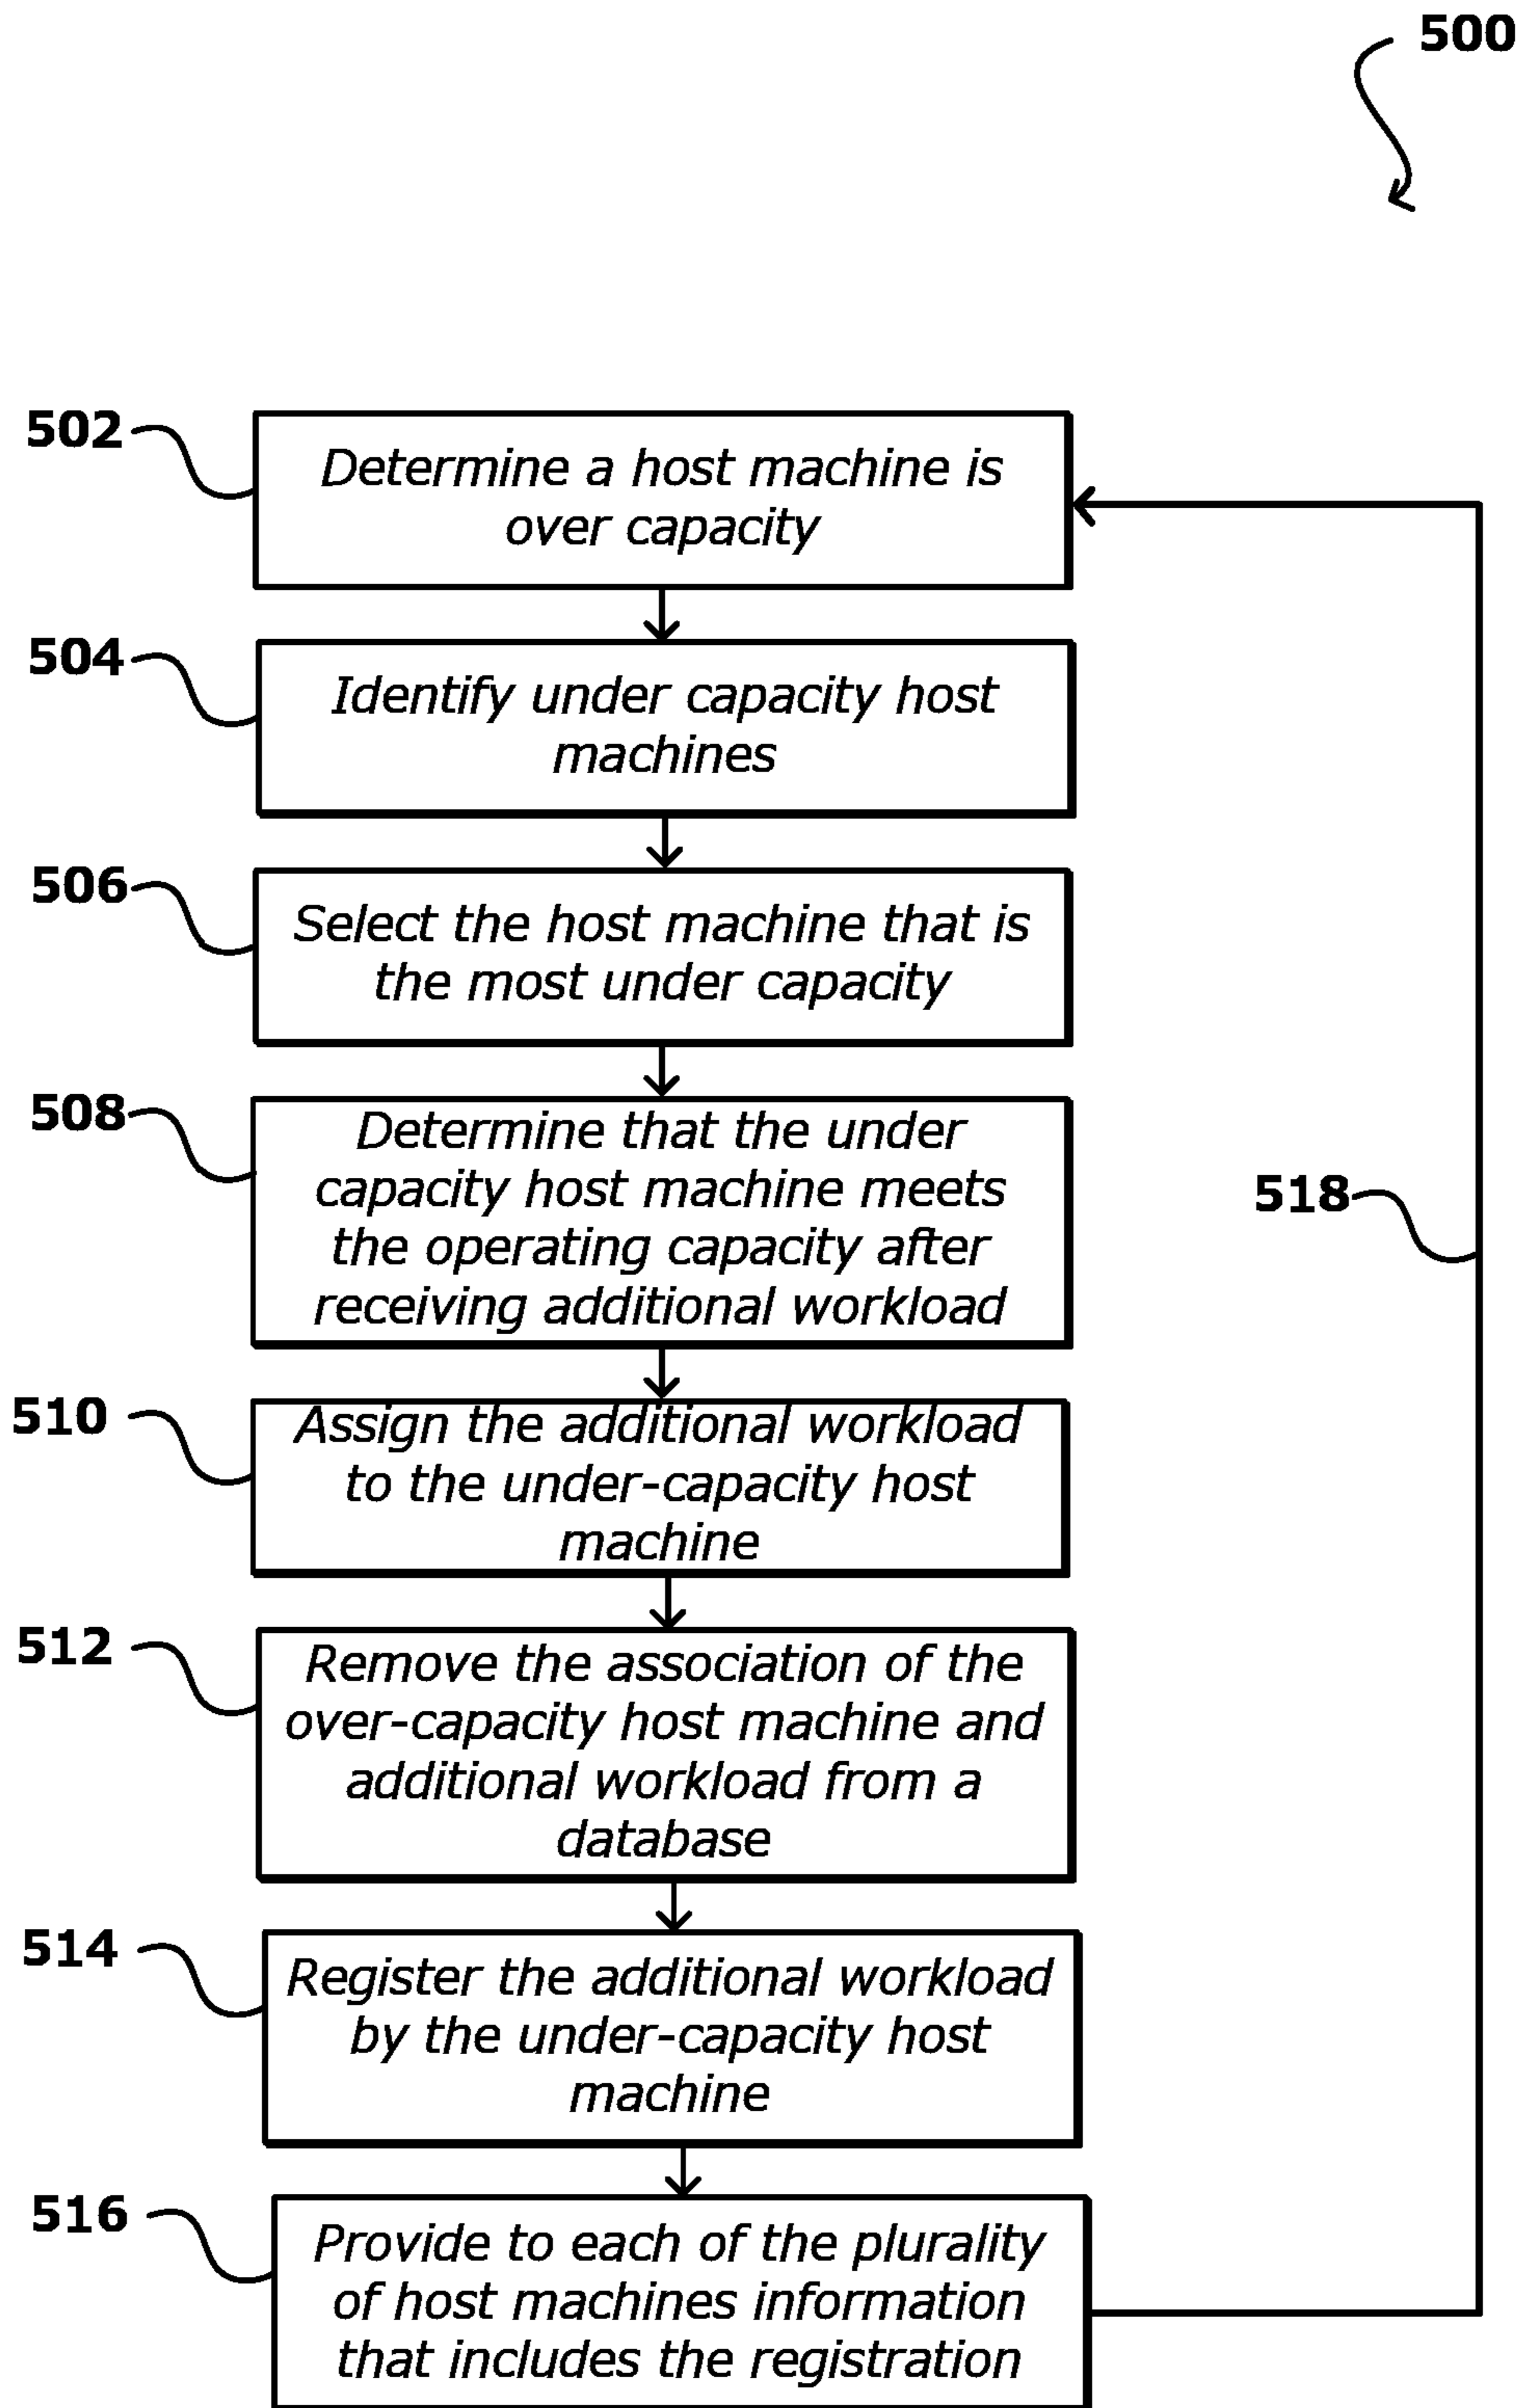 500
502
Determine a host machine is
over capacity
504
Identify under capacity host
machines
506
Select the host machine that is
the most under capacity
508
Determine that the under
capacity host machine meets
the operating capacity after
receiving additional workload
518
510
Assign the additional workload
to the under-capacity host
machine
512
Remove the association of the
over-capacity host machine and
additional workload from a
database
514
Register the additional workload
by the under-capacity host
machine
516
Provide to each of the plurality
of host machines information
that includes the registration